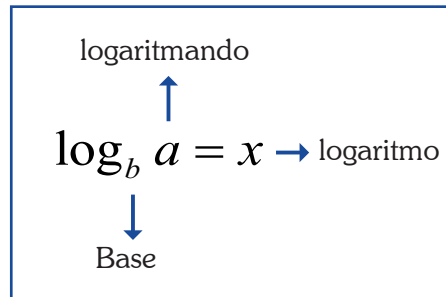 logaritmando
log_b a = x → logaritmo
Base